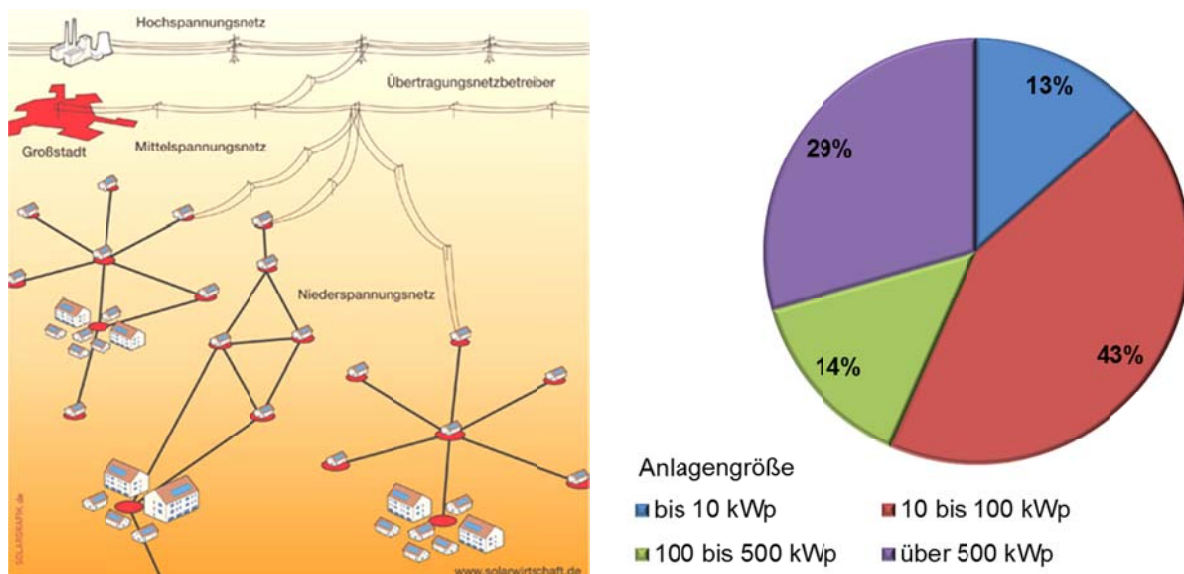 Hochspannungsnetz
Übertragungsnetzbetreiber
Großstadt
Mittelspannungsnetz
Niederspannungsnetz
SOLARGRAFIK.de
www.solarwirtschaft.de
13%
29%
43%
14%
Anlagengröße
bis 10 kWp
10 bis 100 kWp
100 bis 500 kWp
über 500 kWp